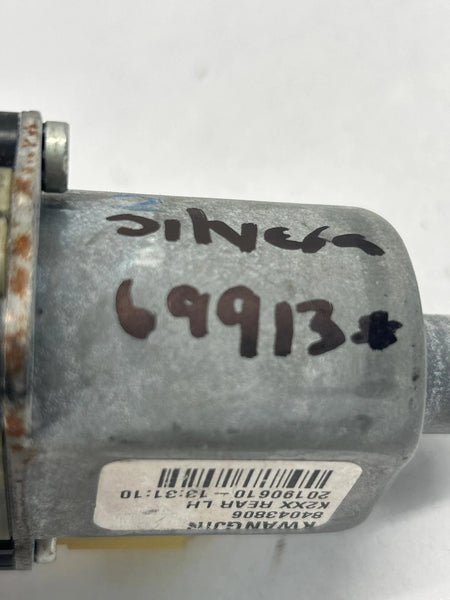 69913*
KWANGJIN
84043806
K2XX REAR LH
20190610 - 13:31:10